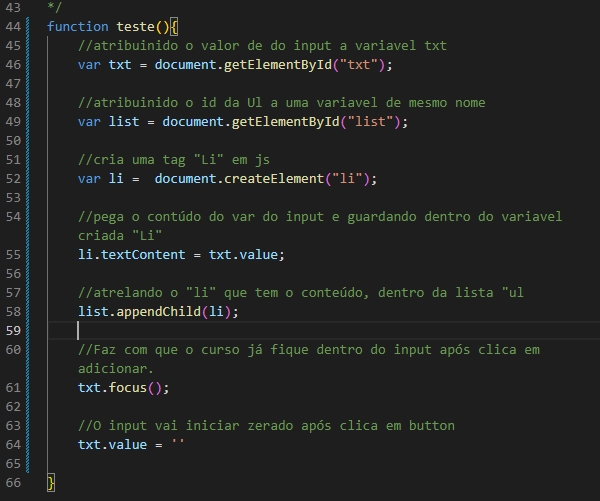 43 */
44 function teste(){
45 //atribuinido o valor de do input a variavel txt
46 var txt = document.getElementById("txt");
47
48 //atribuinido o id da Ul a uma variavel de mesmo nome
49 var list = document.getElementById("list");
50
51 //cria uma tag "Li" em js
52 var li =  document.createElement("li");
53
54 //pega o contúdo do var do input e guardando dentro do variavel
criada "Li"
55 li.textContent = txt.value;
56
57 //atrelando o "li" que tem o conteúdo, dentro da lista "ul
58 list.appendChild(li);
59
60 //Faz com que o curso já fique dentro do input após clica em
adicionar.
61 txt.focus();
62
63 //O input vai iniciar zerado após clica em button
64 txt.value = ''
65
66 }